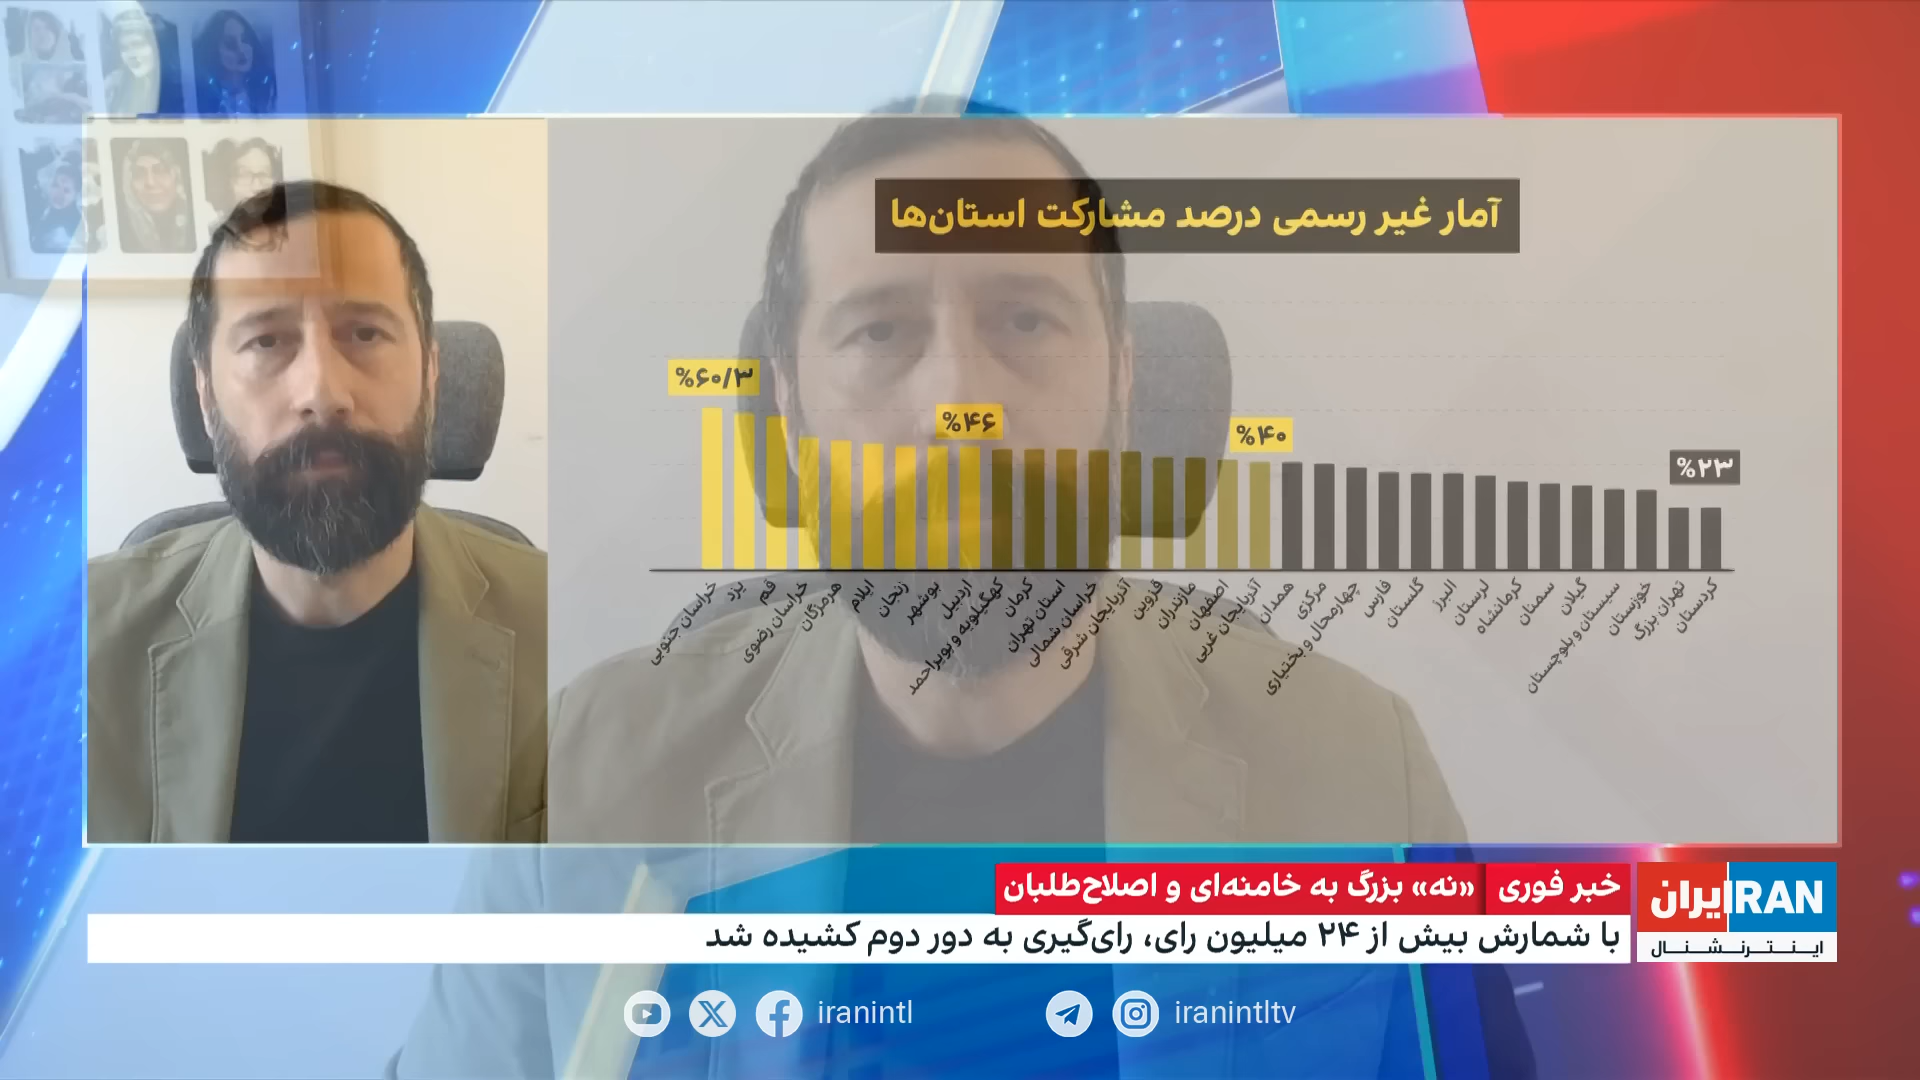 آمار غیر رسمی درصد مشارکت استان‌ها
%۶۰/۳
%۴۶
%۴۰
%۲۳
خراسان جنوبی
یزد
قم
خراسان رضوی
هرمزگان
ایلام
زنجان
بوشهر
اردبیل
کهگیلویه و بویراحمد
کرمان
استان تهران
خراسان شمالی
آذربایجان شرقی
قزوین
مازندران
اصفهان
آذربایجان غربی
همدان
مرکزی
چهارمحال و بختیاری
فارس
گلستان
البرز
لرستان
کرمانشاه
سمنان
گیلان
سیستان و بلوچستان
خوزستان
تهران بزرگ
کردستان
خبر فوری «نه» بزرگ به خامنه‌ای و اصلاح‌طلبان
با شمارش بیش از ۲۴ میلیون رای، رای‌گیری به دور دوم کشیده شد
ایران IRAN
اینترنشنال
iranintl
iranintltv